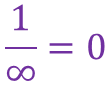 1/∞ = 0